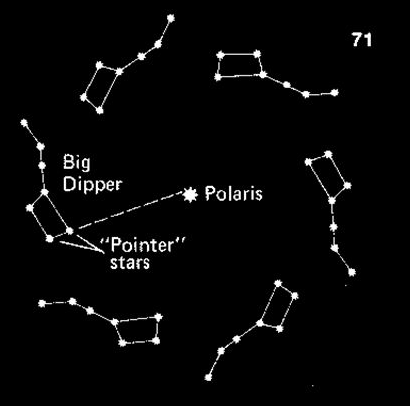 71
Big
Dipper
Polaris
"Pointer"
stars